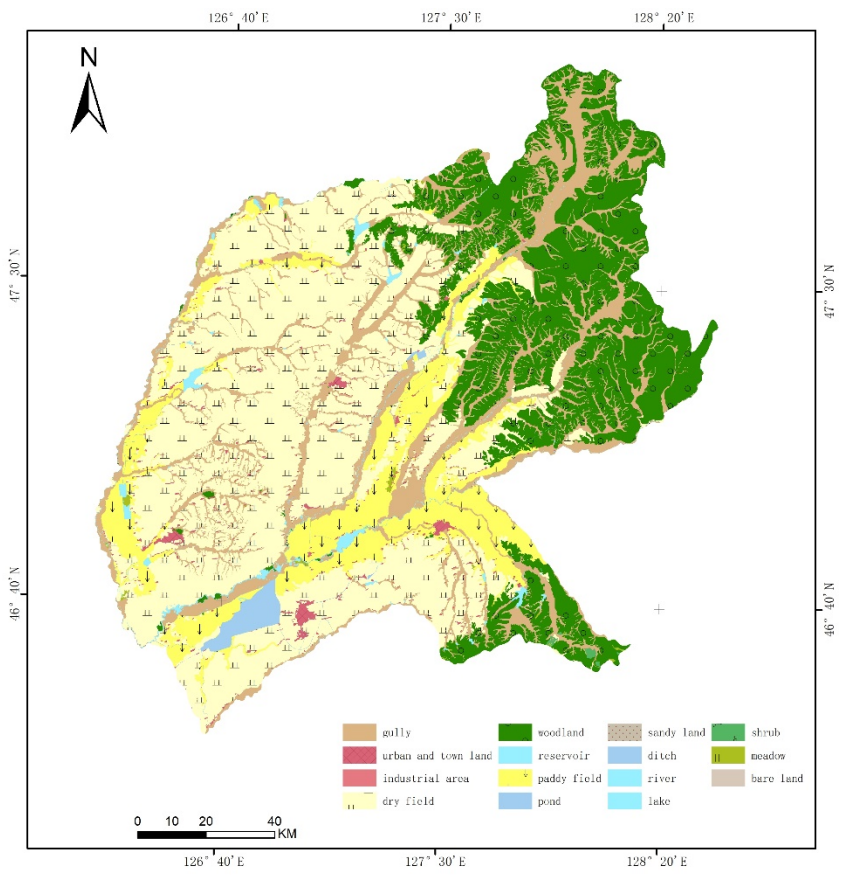 126° 40′E 127° 30′E 128° 20′E
N
47° 30′N
47° 30′N
46° 40′N
46° 40′N
gully woodland sandy land shrub
urban and town land reservoir ditch meadow
industrial area paddy field river bare land
dry field pond lake
0 10 20 40
KM
126° 40′E 127° 30′E 128° 20′E